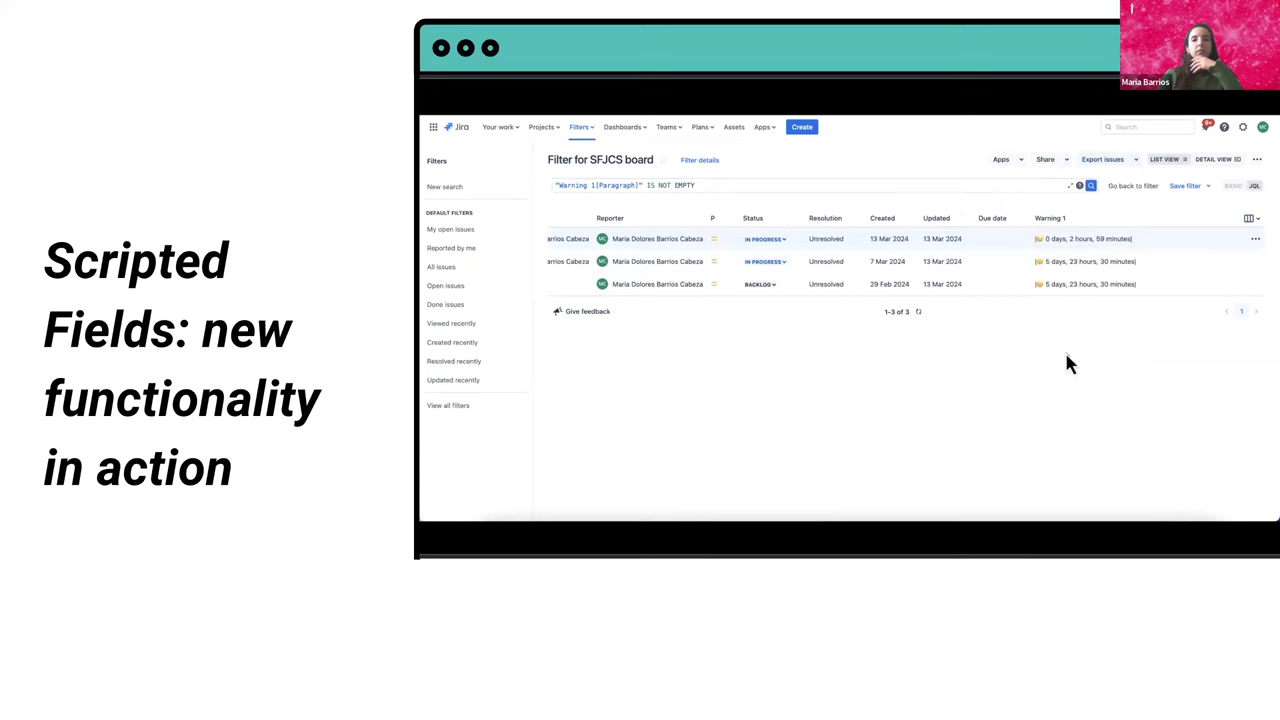 Maria Barrios
Scripted
Fields: new
functionality
in action
Jira Your work Projects Filters Dashboards Teams Plans Assets Apps Create Search 9+ MC
Filters
New search
DEFAULT FILTERS
My open issues
Reported by me
All issues
Open issues
Done issues
Viewed recently
Created recently
Resolved recently
Updated recently
View all filters
Filter for SFJCS board Filter details Apps Share Export issues LIST VIEW DETAIL VIEW
"Warning 1[Paragraph]" IS NOT EMPTY Go back to filter Save filter BASIC JQL
Reporter P Status Resolution Created Updated Due date Warning 1
arrios Cabeza MC Maria Dolores Barrios Cabeza IN PROGRESS Unresolved 13 Mar 2024 13 Mar 2024 | 0 days, 2 hours, 59 minutes|
arrios Cabeza MC Maria Dolores Barrios Cabeza IN PROGRESS Unresolved 7 Mar 2024 13 Mar 2024 | 5 days, 23 hours, 30 minutes|
MC Maria Dolores Barrios Cabeza BACKLOG Unresolved 29 Feb 2024 13 Mar 2024 | 5 days, 23 hours, 30 minutes|
Give feedback 1-3 of 3 1